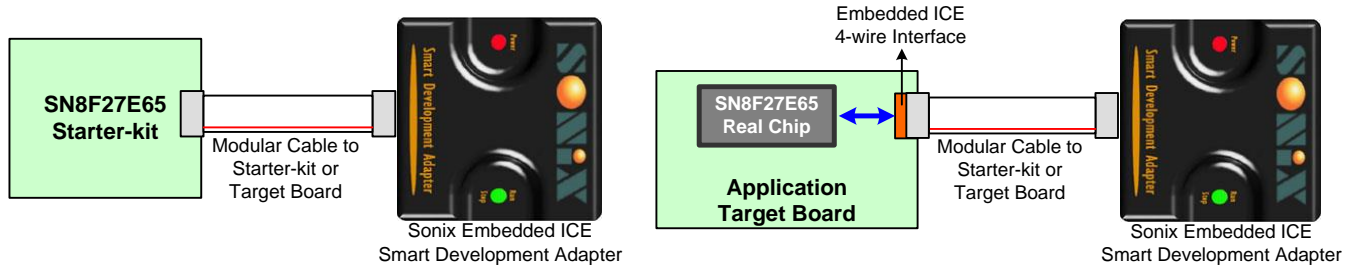 SN8F27E65
Starter-kit
Modular Cable to
Starter-kit or
Target Board
Power
Smart Development Adapter
SONiX
Run
Stop
Sonix Embedded ICE
Smart Development Adapter
Embedded ICE
4-wire Interface
SN8F27E65
Real Chip
Application
Target Board
Modular Cable to
Starter-kit or
Target Board
Power
Smart Development Adapter
SONiX
Run
Stop
Sonix Embedded ICE
Smart Development Adapter